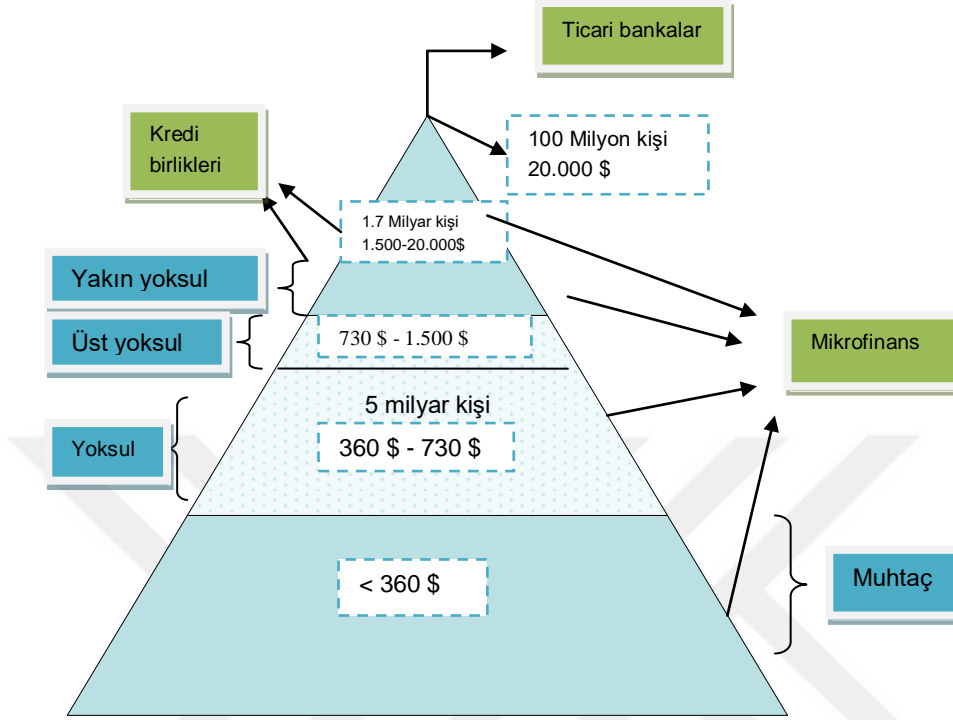 Ticari bankalar
Kredi
birlikleri
100 Milyon kişi
20.000 $
1.7 Milyar kişi
1.500-20.000$
Yakın yoksul
Üst yoksul
730 $ - 1.500 $
Mikrofinans
5 milyar kişi
360 $ - 730 $
Yoksul
< 360 $
Muhtaç